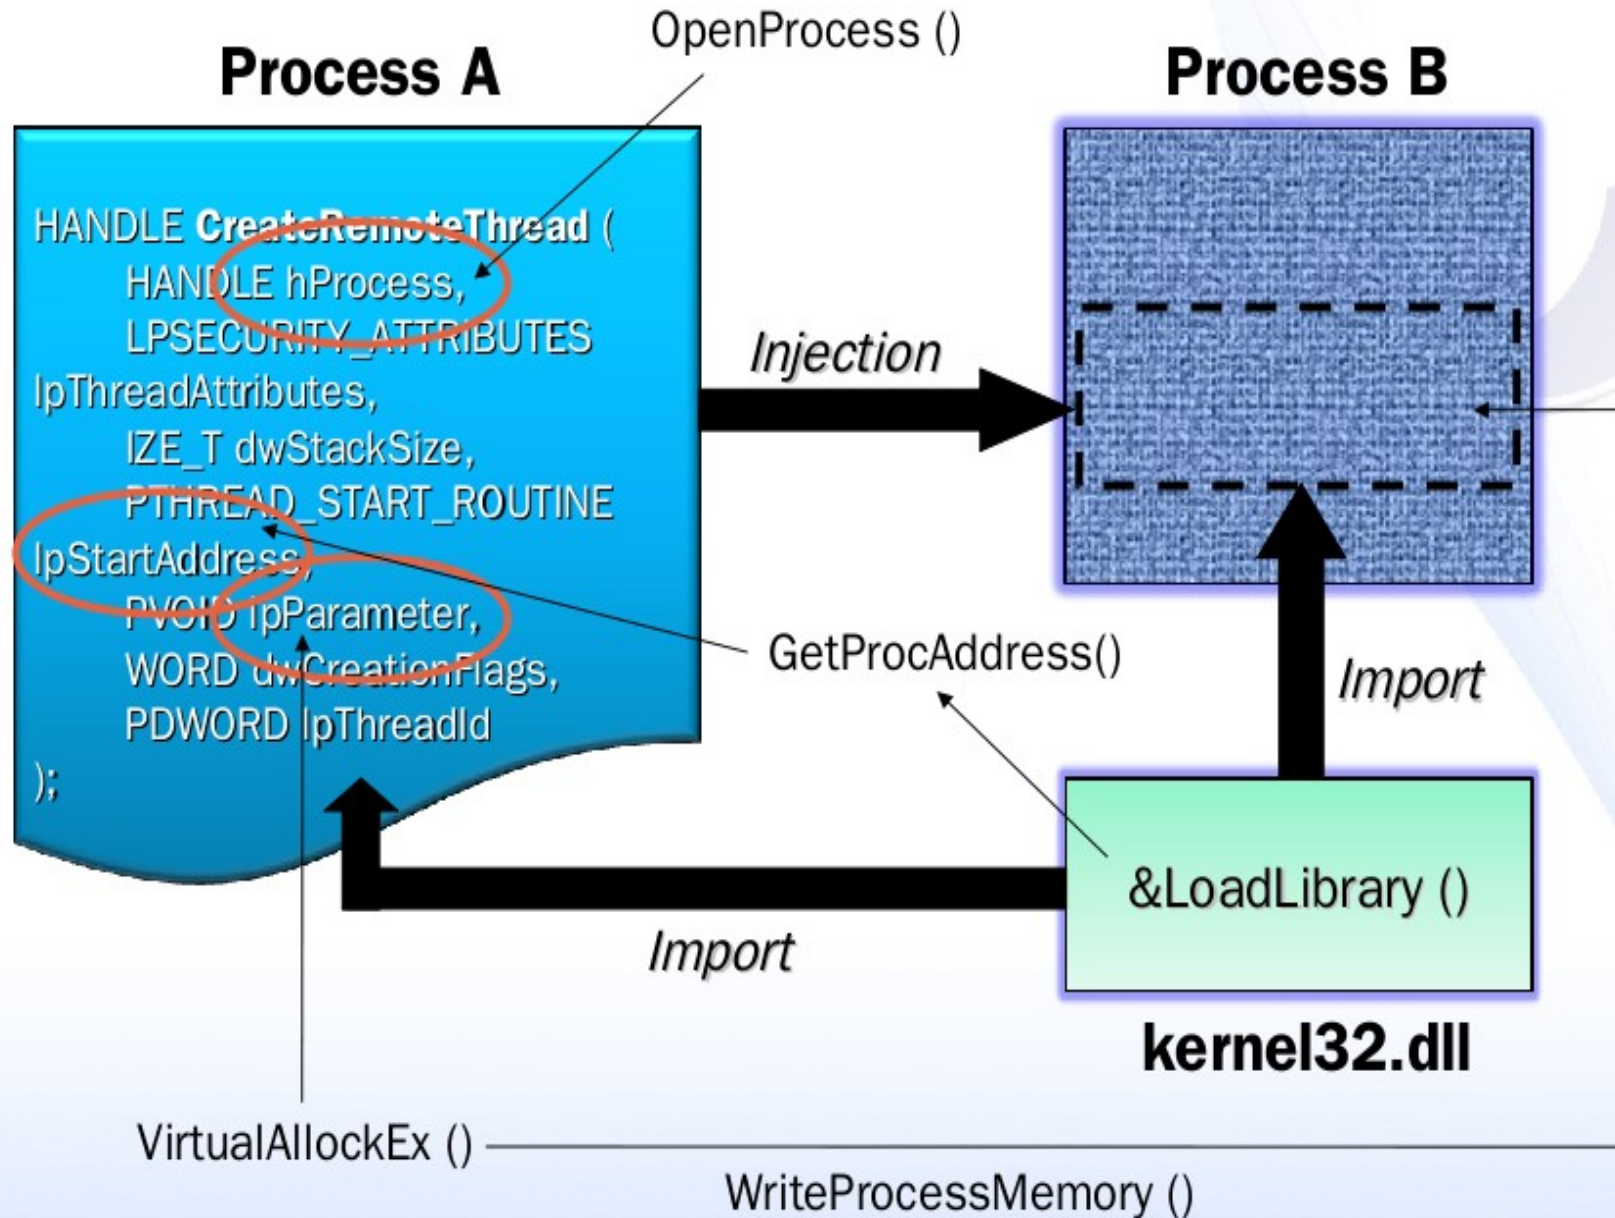 OpenProcess ()
Process A
Process B
HANDLE CreateRemoteThread (
HANDLE hProcess,
LPSECURITY_ATTRIBUTES
lpThreadAttributes,
IZE_T dwStackSize,
PTHREAD_START_ROUTINE
lpStartAddress,
PVOID lpParameter,
WORD dwCreationFlags,
PDWORD lpThreadId
);
Injection
GetProcAddress()
Import
&LoadLibrary ()
Import
kernel32.dll
VirtualAllockEx ()
WriteProcessMemory ()